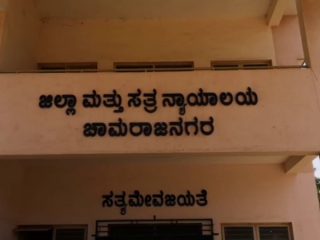 ಜಿಲ್ಲಾ ಮತ್ತು ಸತ್ರ ನ್ಯಾಯಾಲಯ
ಚಾಮರಾಜನಗರ
ಸತ್ಯಮೇವಜಯತೆ